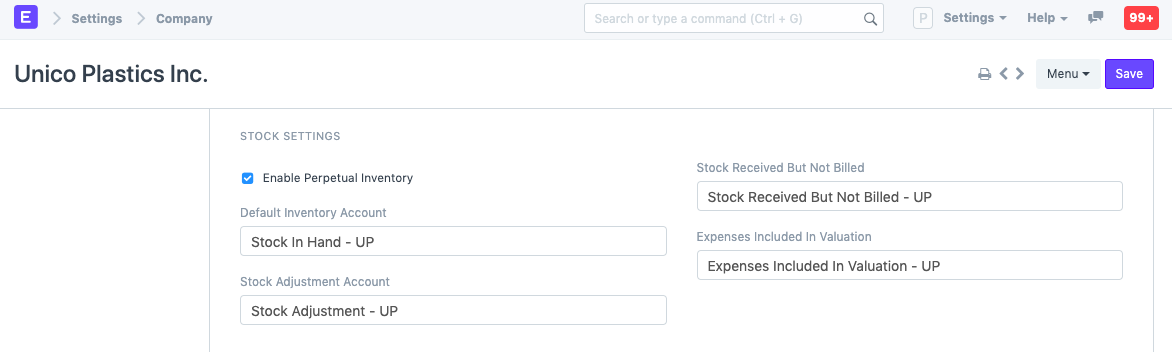 E
Settings
Company
Search or type a command (Ctrl + G)
P
Settings
Help
99+
Unico Plastics Inc.
Menu
Save
STOCK SETTINGS
Enable Perpetual Inventory
Default Inventory Account
Stock In Hand - UP
Stock Adjustment Account
Stock Adjustment - UP
Stock Received But Not Billed
Stock Received But Not Billed - UP
Expenses Included In Valuation
Expenses Included In Valuation - UP